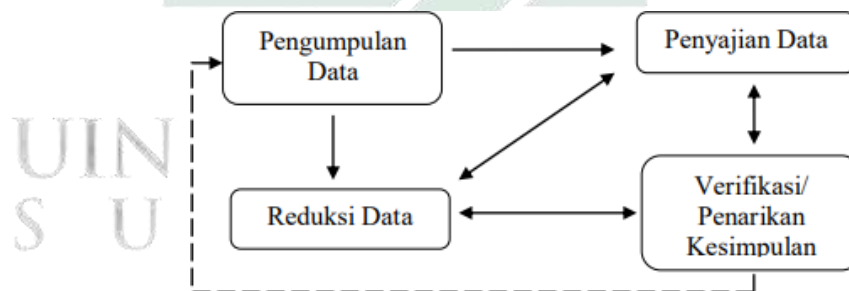 Pengumpulan
Data
Penyajian Data
UIN
S U
Reduksi Data
Verifikasi/
Penarikan
Kesimpulan